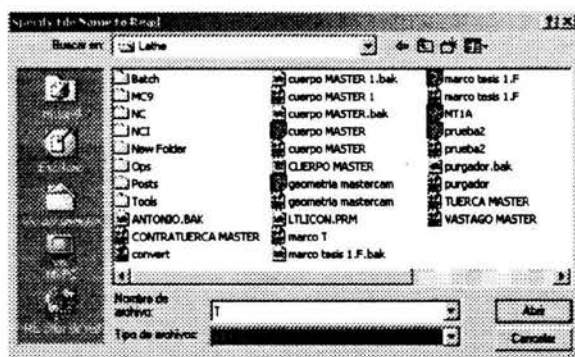 Specify File Name to Read
Buscar en: Lathe
Batch
MC9
NC
NCI
New Folder
Ops
Posts
Tools
ANTONIO.BAK
CONTRATUERCA MASTER
convert
cuerpo MASTER 1.bak
cuerpo MASTER 1
cuerpo MASTER.bak
cuerpo MASTER
cuerpo MASTER
CUERPO MASTER
geometria mastercam
geometria mastercam
LTLICON.PRM
marco T
marco tesis 1.F.bak
marco tesis 1.F
marco tesis 1.F
MT1A
prueba2
prueba2
purgador.bak
purgador
TUERCA MASTER
VASTAGO MASTER
Nombre de archivo: T
Abrir
Tipo de archivos:
Cancelar